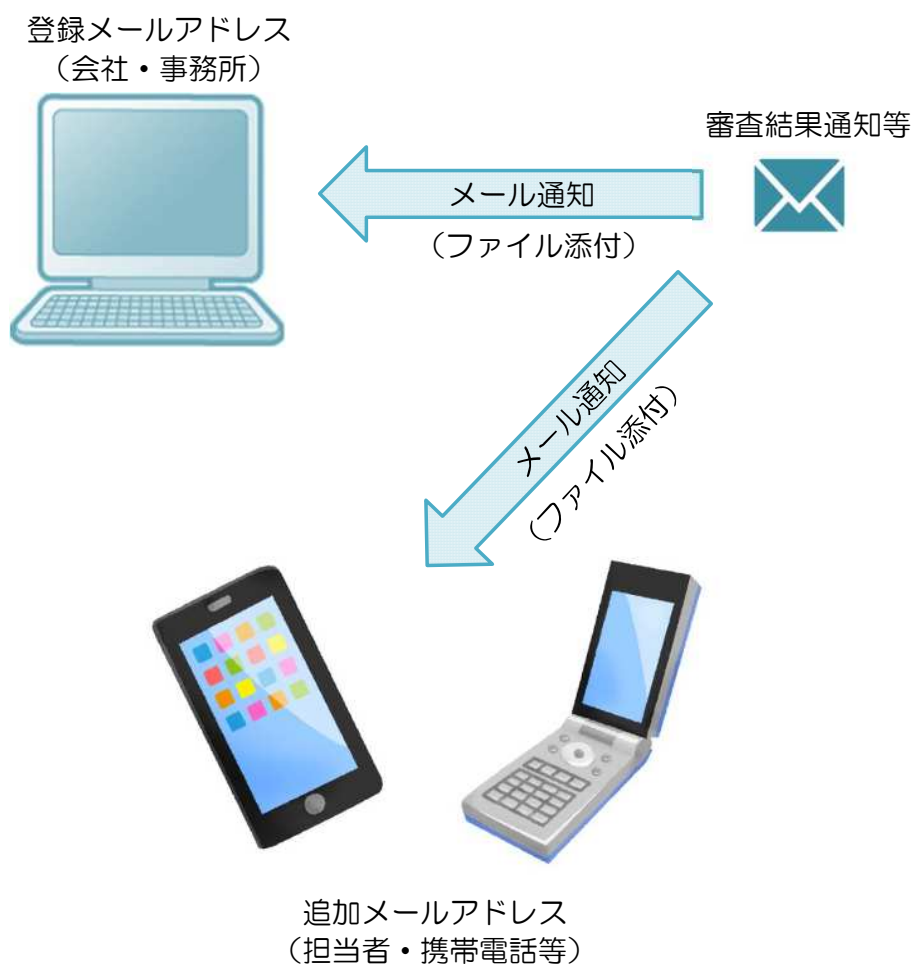 登録メールアドレス
（会社・事務所）
審査結果通知等
メール通知
（ファイル添付）
メール通知
（ファイル添付）
追加メールアドレス
（担当者・携帯電話等）